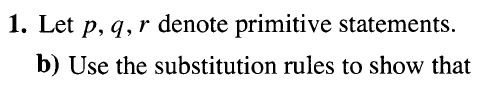 1. Let p, q, r denote primitive statements.
b) Use the substitution rules to show that